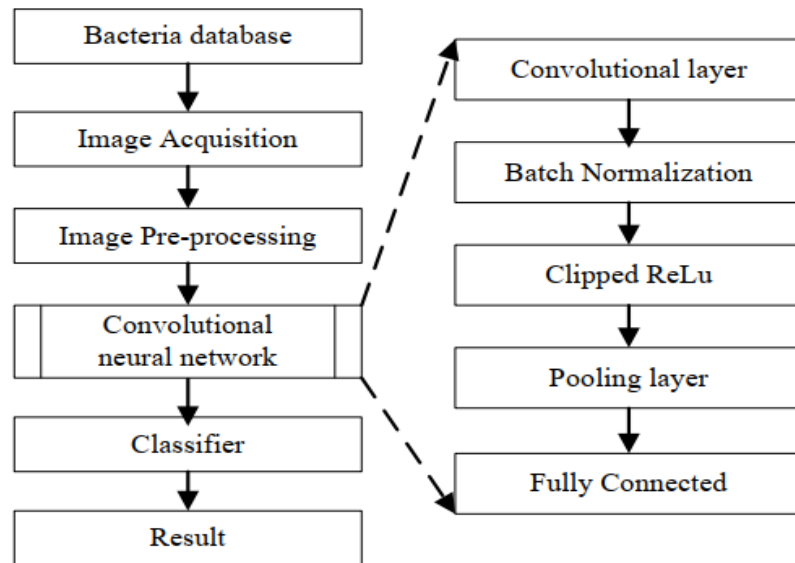 Bacteria database
Image Acquisition
Image Pre-processing
Convolutional
neural network
Classifier
Result
Convolutional layer
Batch Normalization
Clipped ReLu
Pooling layer
Fully Connected